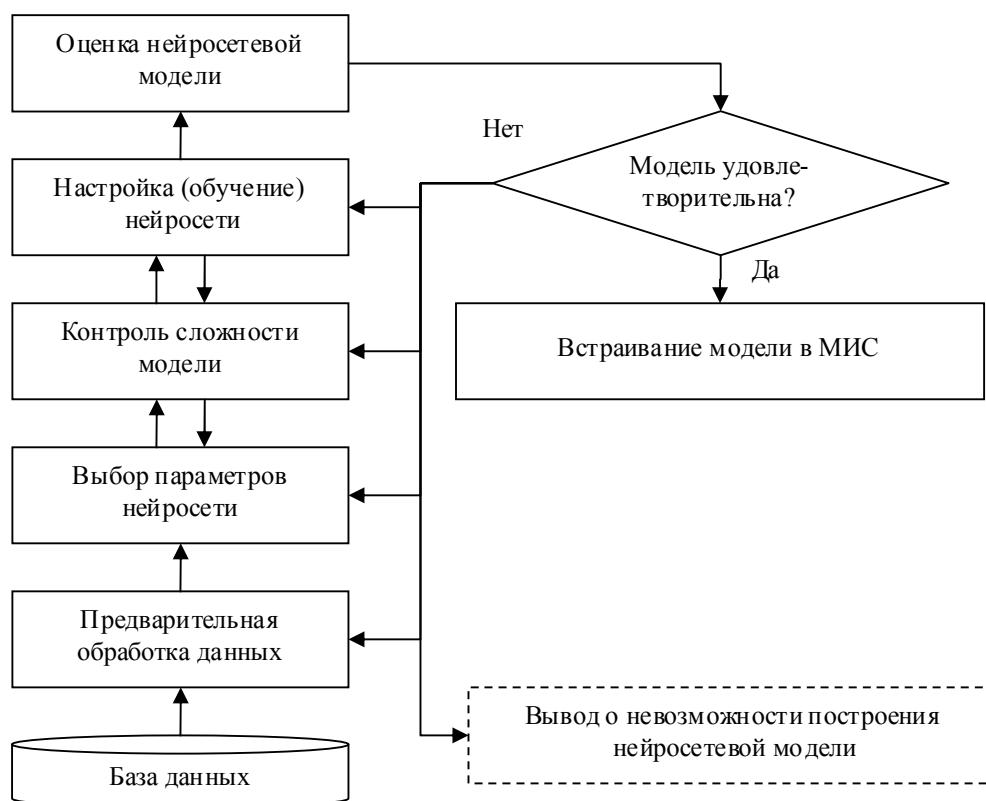 Оценка нейросетевой
модели
Нет
Модель удовле-
творительна?
Настройка (обучение)
нейросети
Да
Контроль сложности
модели
Встраивание модели в МИС
Выбор параметров
нейросети
Предварительная
обработка данных
Вывод о невозможности построения
нейросетевой модели
База данных